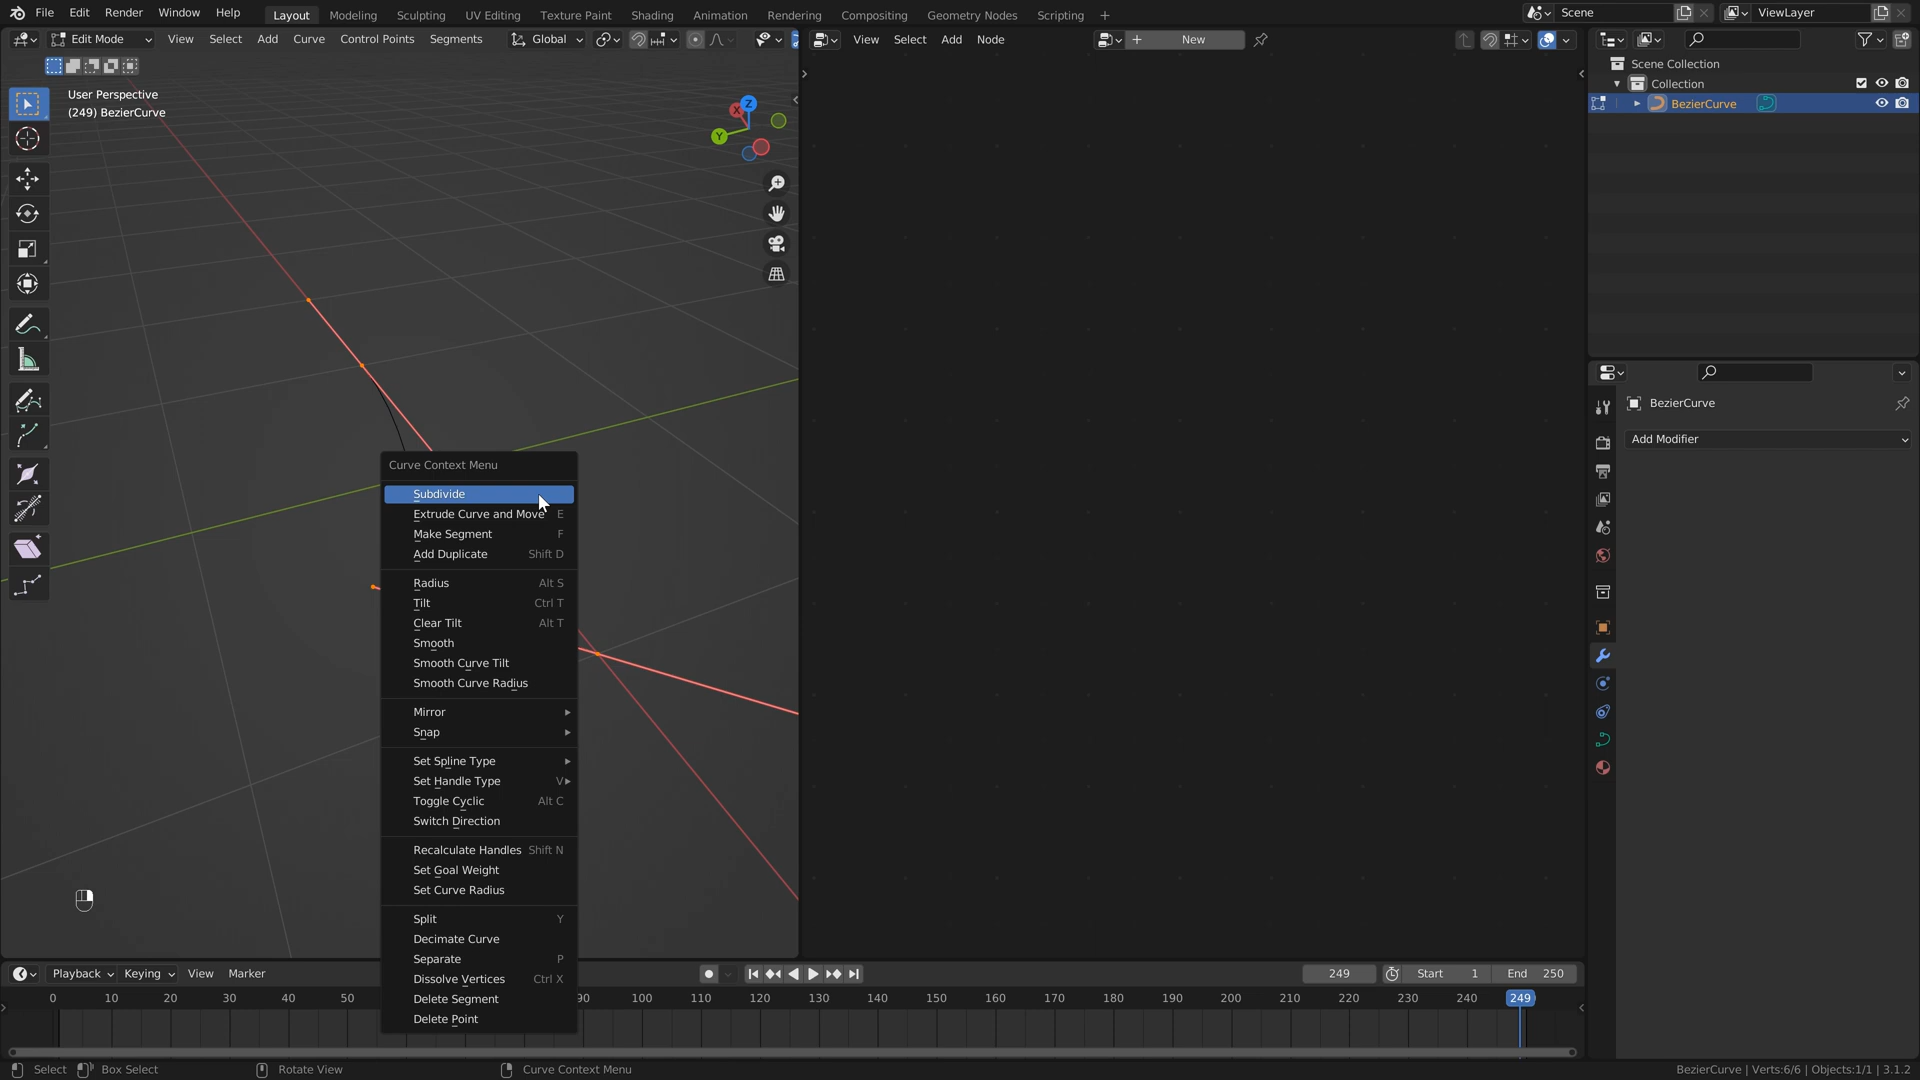 File Edit Render Window Help Layout Modeling Sculpting UV Editing Texture Paint Shading Animation Rendering Compositing Geometry Nodes Scripting + Scene ViewLayer
Edit Mode View Select Add Curve Control Points Segments Global View Select Add Node + New
User Perspective
(249) BezierCurve
Z
X
Y
Scene Collection
Collection
BezierCurve
BezierCurve
Add Modifier
Curve Context Menu
Subdivide
Extrude Curve and Move E
Make Segment F
Add Duplicate Shift D
Radius Alt S
Tilt Ctrl T
Clear Tilt Alt T
Smooth
Smooth Curve Tilt
Smooth Curve Radius
Mirror
Snap
Set Spline Type
Set Handle Type V
Toggle Cyclic Alt C
Switch Direction
Recalculate Handles Shift N
Set Goal Weight
Set Curve Radius
Split Y
Decimate Curve
Separate P
Dissolve Vertices Ctrl X
Delete Segment
Delete Point
Playback Keying View Marker 249 Start 1 End 250
0 10 20 30 40 50 90 100 110 120 130 140 150 160 170 180 190 200 210 220 230 240 249
Select Box Select Rotate View Curve Context Menu BezierCurve | Verts:6/6 | Objects:1/1 | 3.1.2